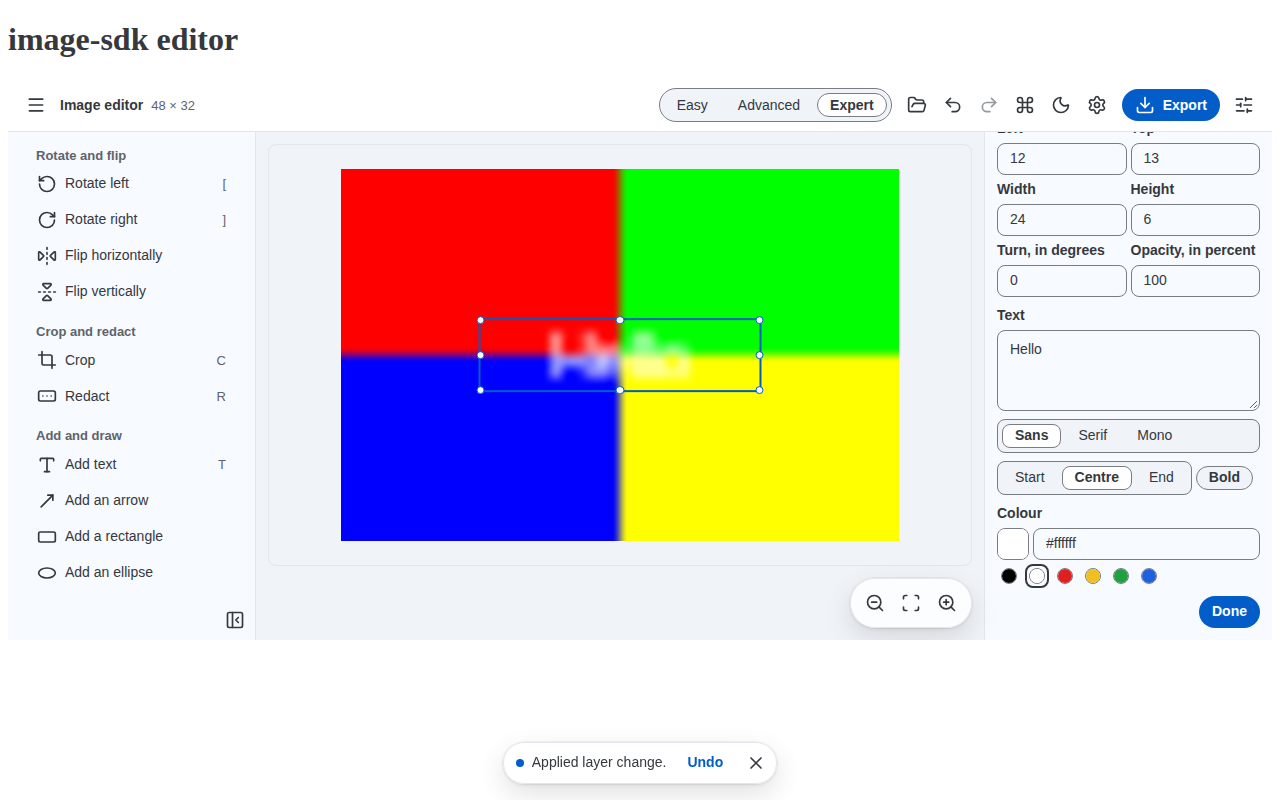 image-sdk editor
Image editor 48 × 32
Easy Advanced Expert
Export
Rotate and flip
Rotate left [
Rotate right ]
Flip horizontally
Flip vertically
Crop and redact
Crop C
Redact R
Add and draw
Add text T
Add an arrow
Add a rectangle
Add an ellipse
Hello
Left Top
12 13
Width Height
24 6
Turn, in degrees Opacity, in percent
0 100
Text
Hello
Sans Serif Mono
Start Centre End Bold
Colour
#ffffff
Done
Applied layer change. Undo